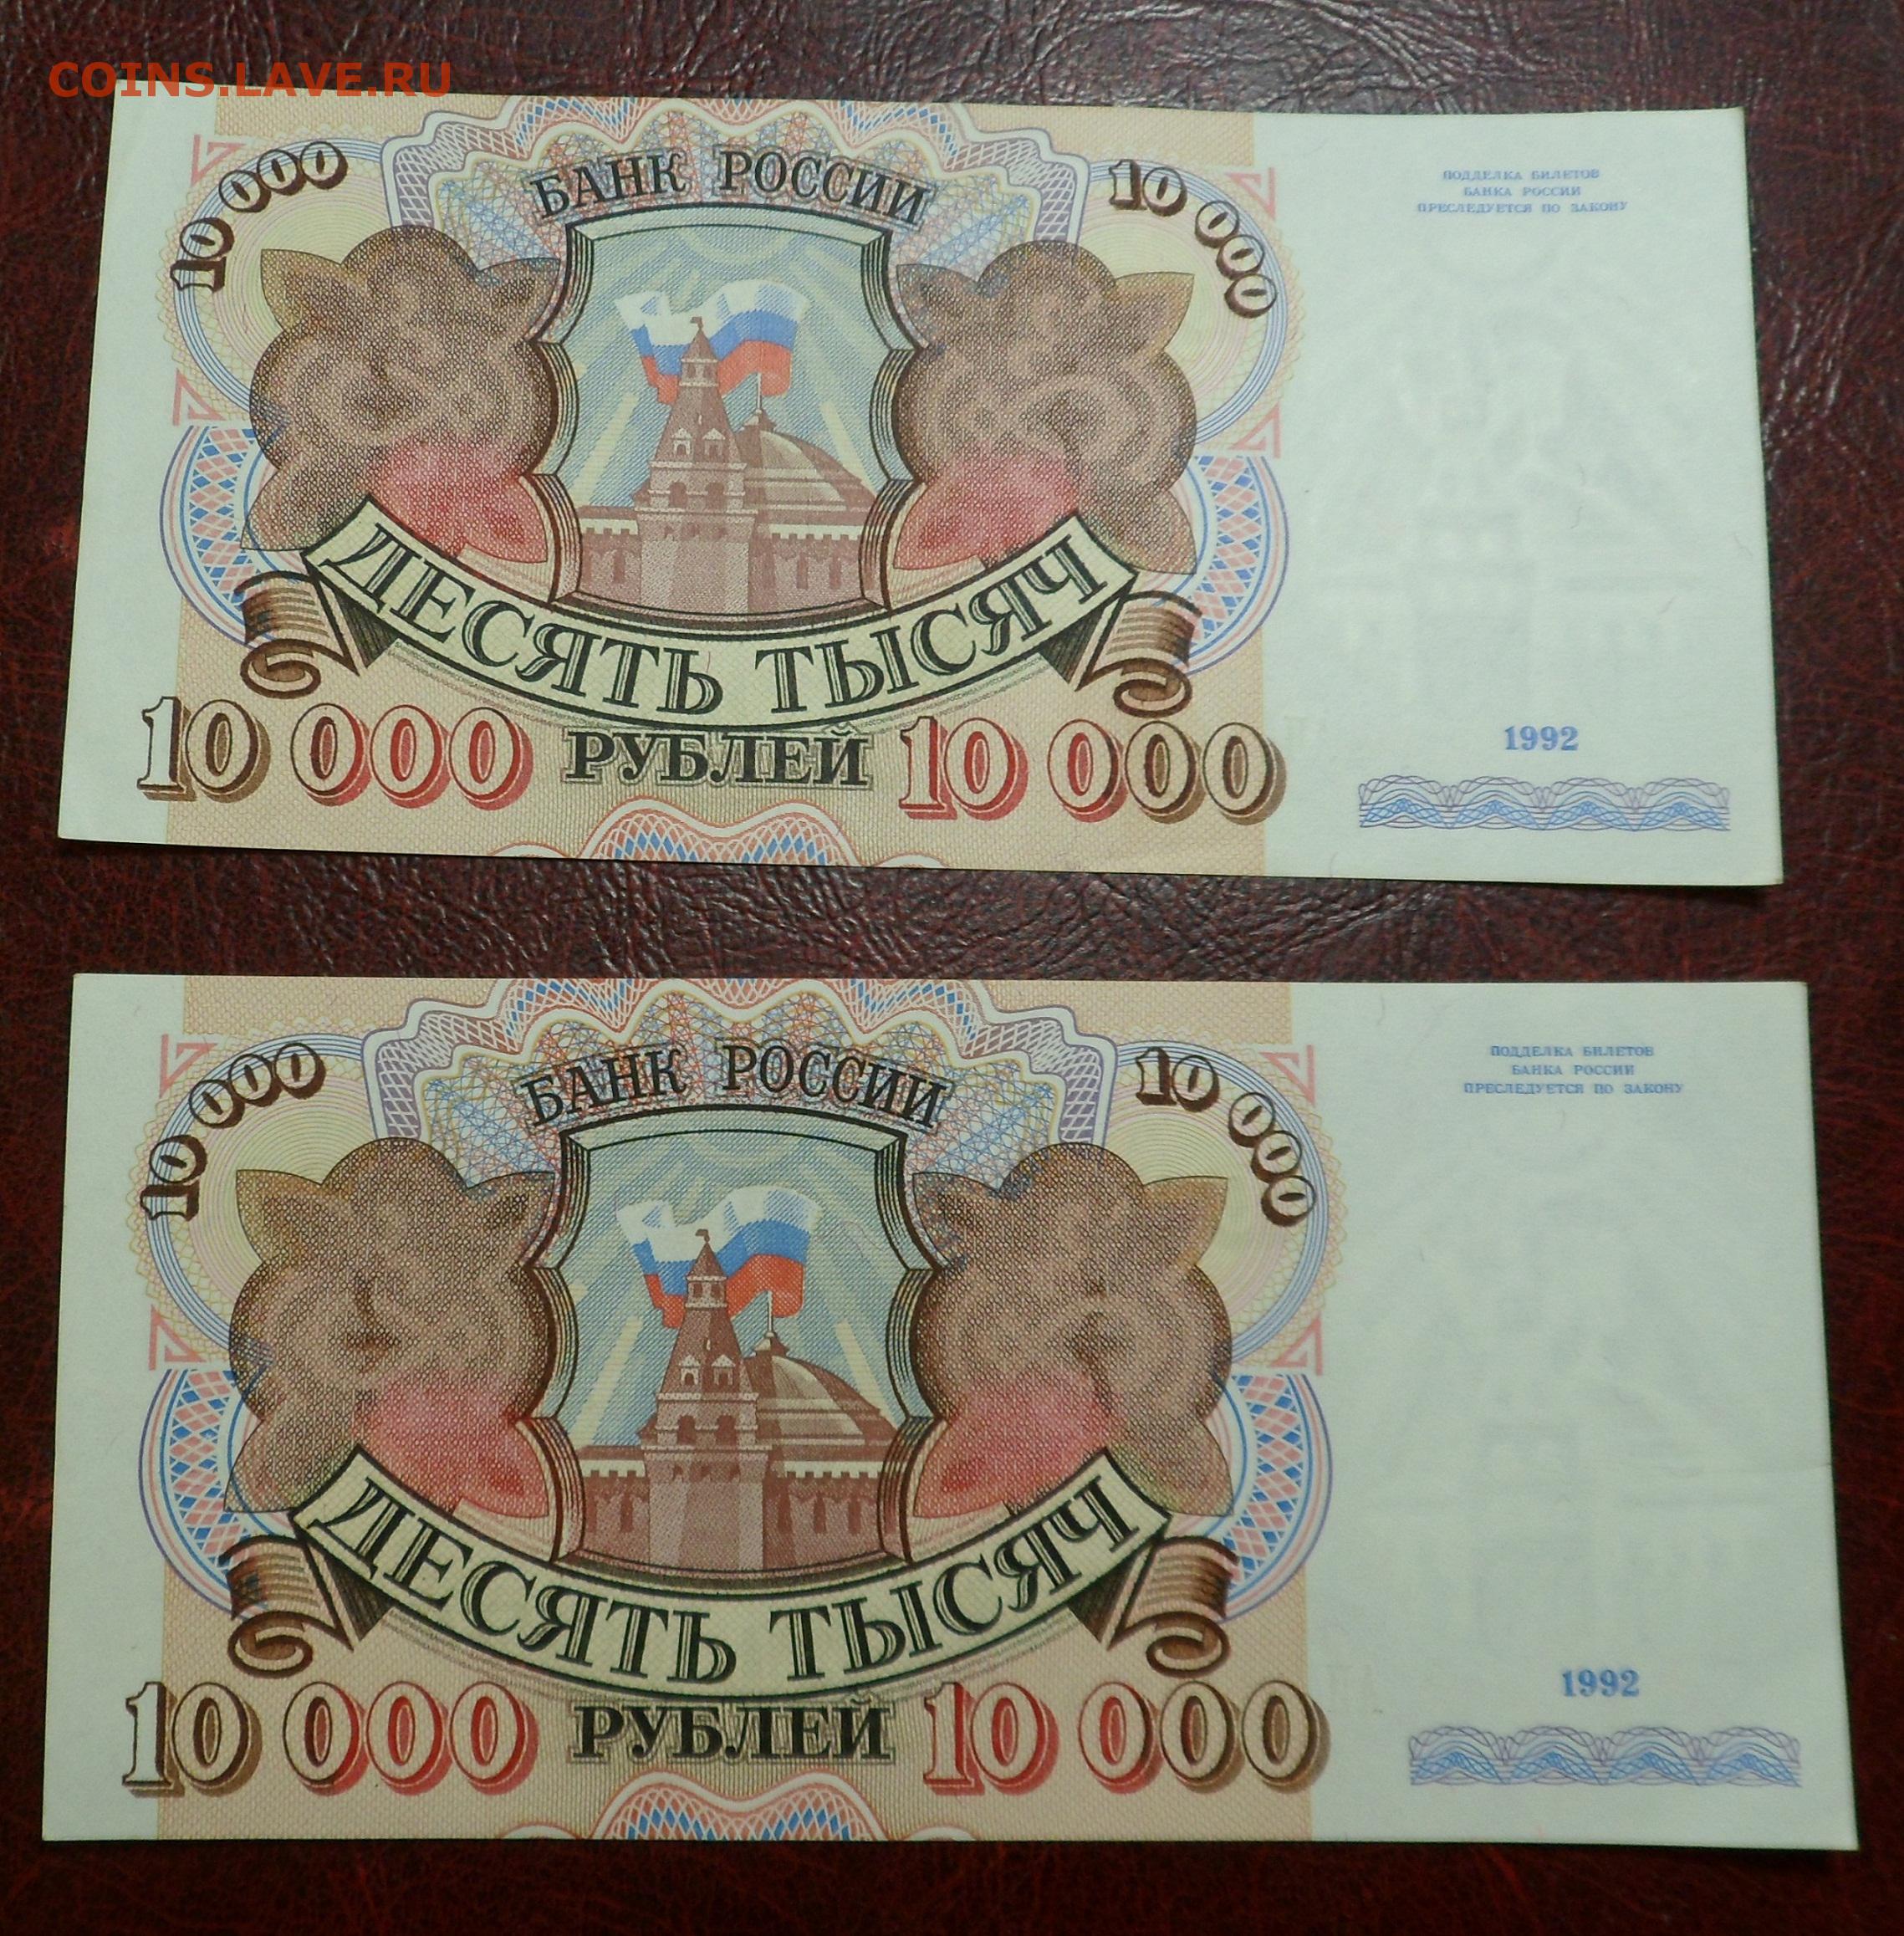 COINS.LAVE.RU
10 000
БАНК РОССИИ
10 000
ПОДДЕЛКА БИЛЕТОВ
БАНКА РОССИИ
ПРЕСЛЕДУЕТСЯ ПО ЗАКОНУ
ДЕСЯТЬ ТЫСЯЧ
10 000
РУБЛЕЙ
10 000
1992
10 000
БАНК РОССИИ
10 000
ПОДДЕЛКА БИЛЕТОВ
БАНКА РОССИИ
ПРЕСЛЕДУЕТСЯ ПО ЗАКОНУ
ДЕСЯТЬ ТЫСЯЧ
10 000
РУБЛЕЙ
10 000
1992